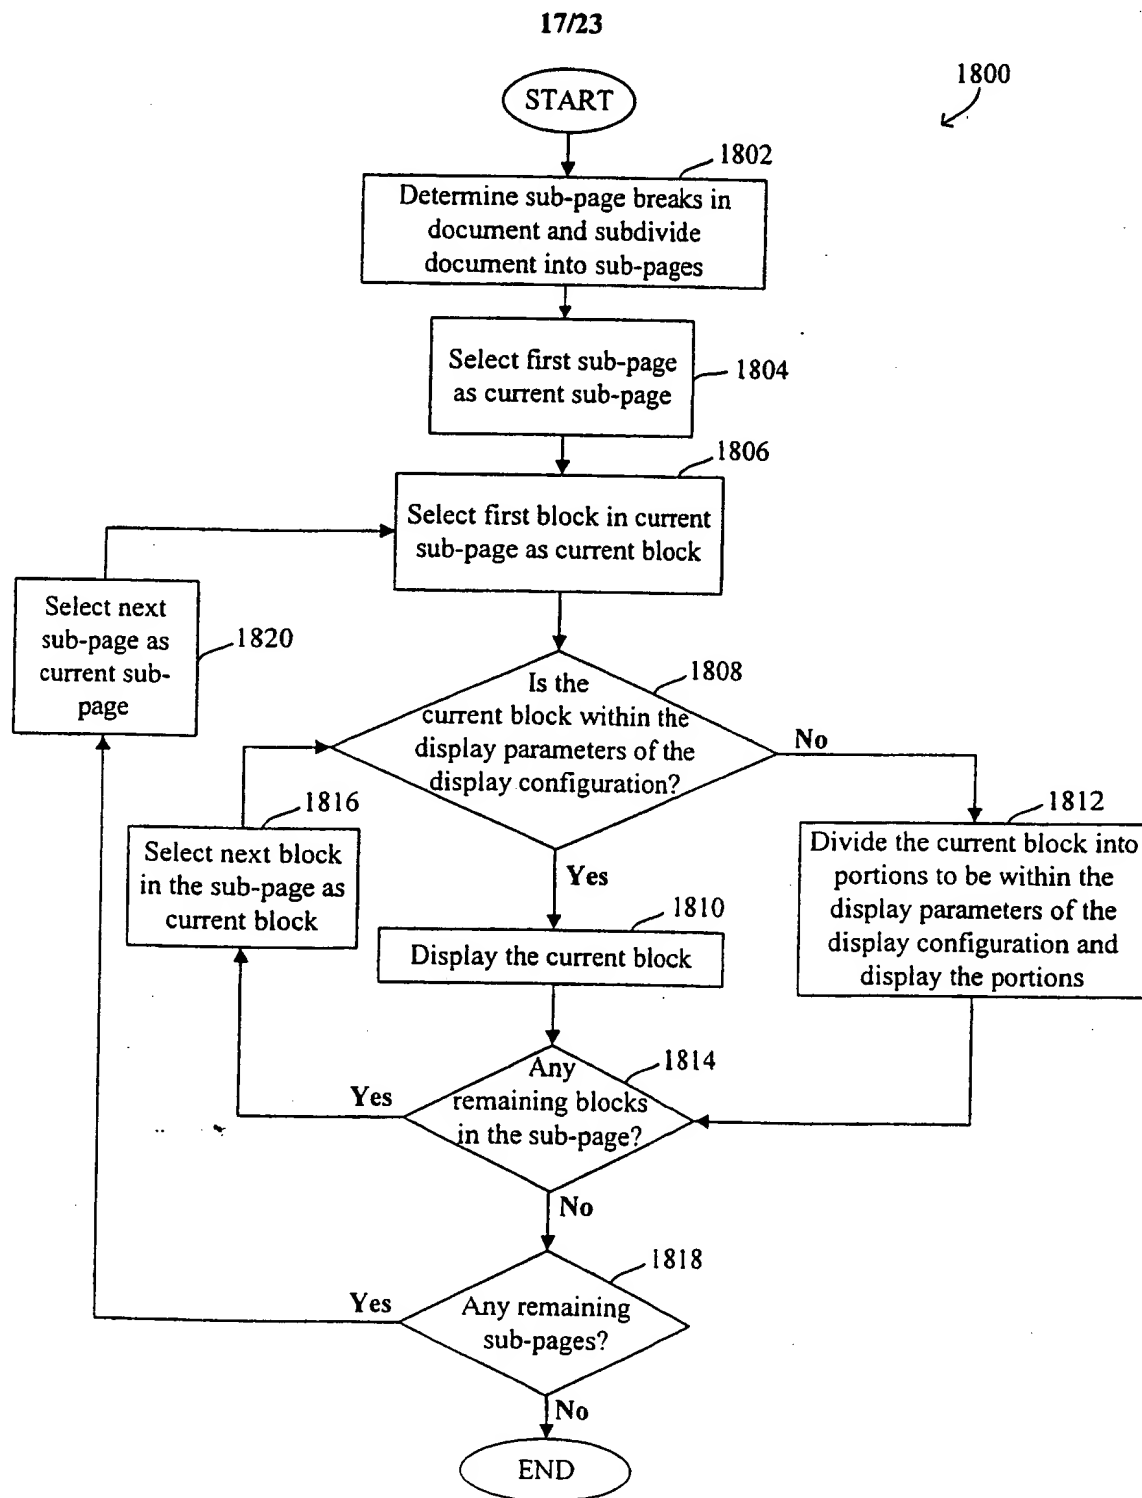 17/23
1800
START
1802
Determine sub-page breaks in
document and subdivide
document into sub-pages
Select first sub-page
as current sub-page
1804
1806
Select first block in current
sub-page as current block
Select next
sub-page as
current sub-
page
1820
1808
Is the
current block within the
display parameters of the
display configuration?
No
1816
Select next block
in the sub-page as
current block
Yes
1812
Divide the current block into
portions to be within the
display parameters of the
display configuration and
display the portions
1810
Display the current block
1814
Any
remaining blocks
in the sub-page?
Yes
No
1818
Any remaining
sub-pages?
Yes
No
END